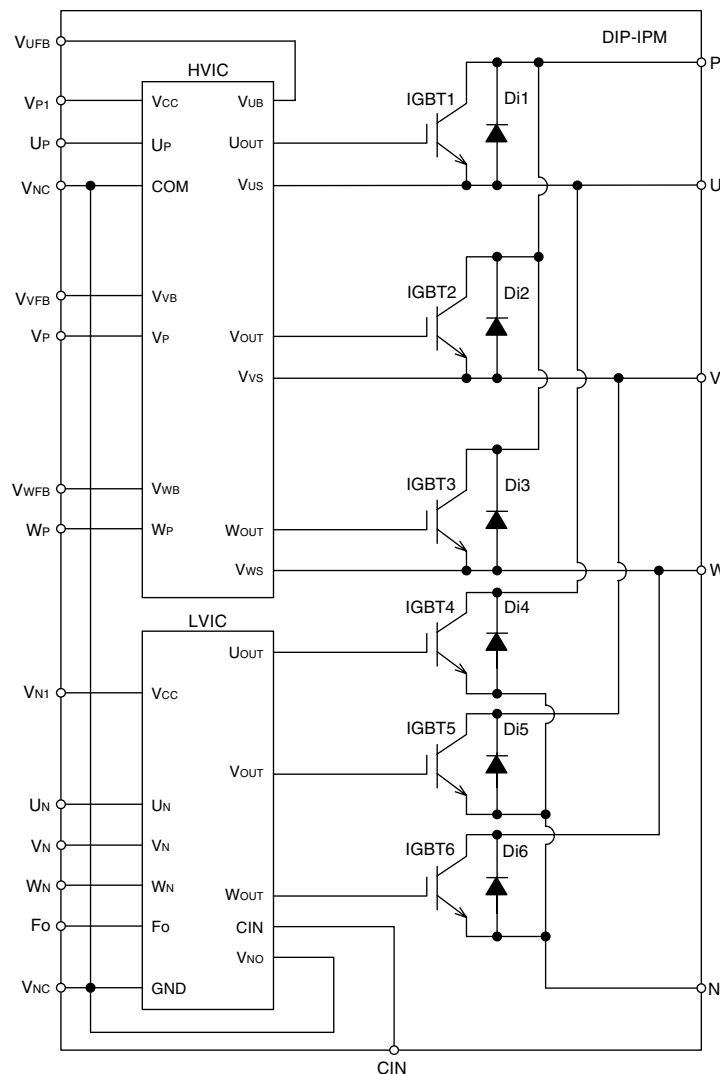 DIP-IPM
VUFB
HVIC
P
IGBT1
Di1
VP1
VCC
VUB
UP
UP
UOUT
VNC
COM
VUS
U
IGBT2
Di2
VVFB
VVB
VP
VP
VOUT
VVS
V
IGBT3
Di3
VWFB
VWB
WP
WP
WOUT
VWS
W
LVIC
IGBT4
Di4
UOUT
VN1
VCC
IGBT5
Di5
VOUT
UN
UN
VN
VN
IGBT6
Di6
WN
WN
WOUT
Fo
Fo
CIN
VNO
VNC
GND
N
CIN